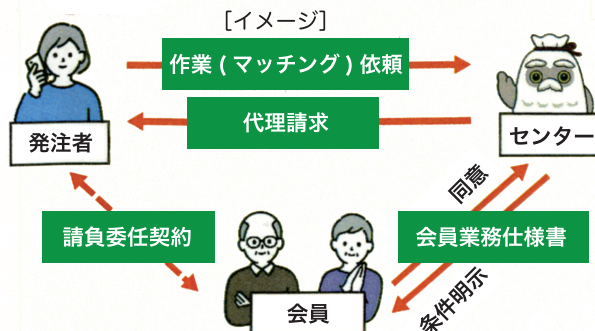 ［イメージ］
作業(マッチング)依頼
代理請求
発注者
センター
同意
請負委任契約
会員業務仕様書
条件明示
会員